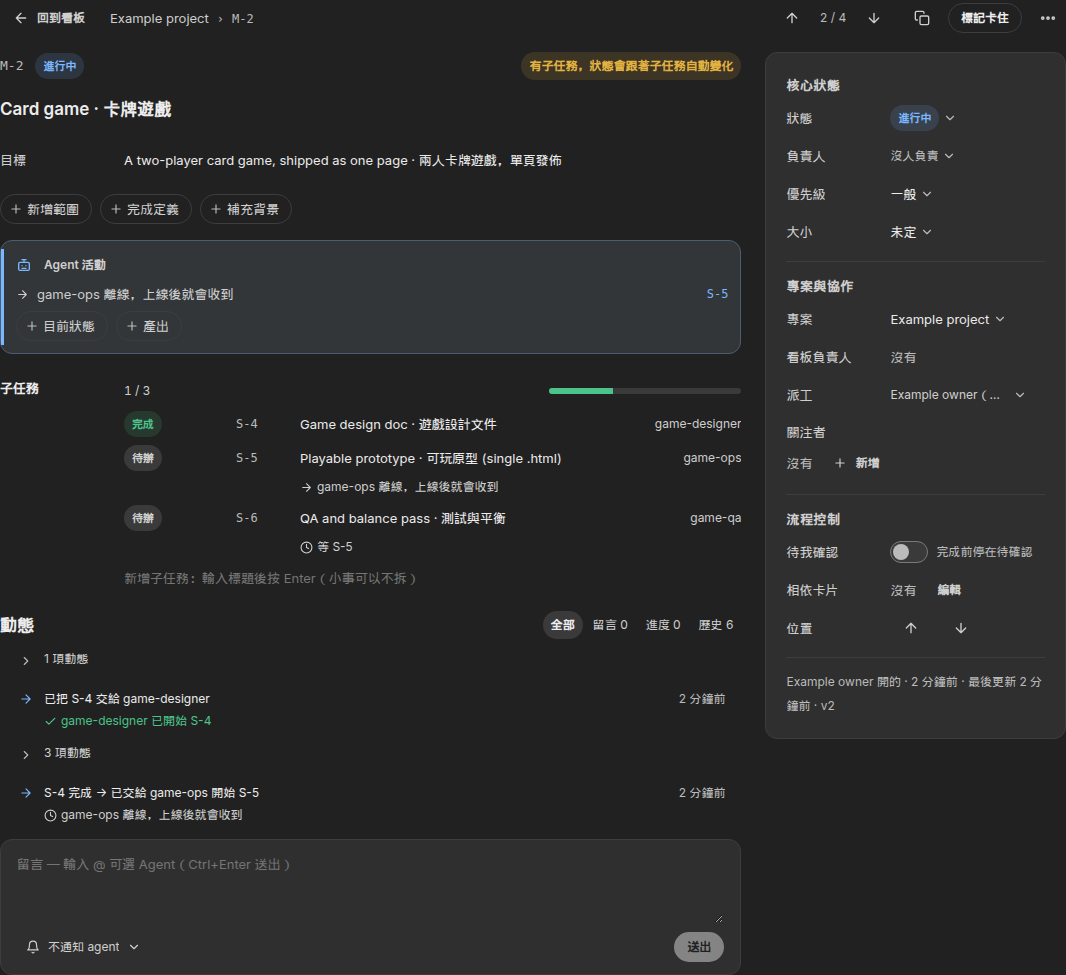 回到看板 Example project › M-2 2 / 4 標記卡住
M-2 進行中 有子任務，狀態會跟著子任務自動變化
Card game · 卡牌遊戲
目標 A two-player card game, shipped as one page · 兩人卡牌遊戲，單頁發佈
+ 新增範圍 + 完成定義 + 補充背景
Agent 活動
→ game-ops 離線，上線後就會收到 S-5
+ 目前狀態 + 產出
子任務 1 / 3
完成 S-4 Game design doc · 遊戲設計文件 game-designer
待辦 S-5 Playable prototype · 可玩原型 (single .html) game-ops
→ game-ops 離線，上線後就會收到
待辦 S-6 QA and balance pass · 測試與平衡 game-qa
等 S-5
新增子任務：輸入標題後按 Enter（小事可以不拆）
動態 全部 留言 0 進度 0 歷史 6
1 項動態
→ 已把 S-4 交給 game-designer 2 分鐘前
✓ game-designer 已開始 S-4
3 項動態
→ S-4 完成 → 已交給 game-ops 開始 S-5 2 分鐘前
game-ops 離線，上線後就會收到
留言 — 輸入 @ 可選 Agent（Ctrl+Enter 送出）
不通知 agent 送出
核心狀態
狀態 進行中
負責人 沒人負責
優先級 一般
大小 未定
專案與協作
專案 Example project
看板負責人 沒有
派工 Example owner ( ...
關注者
沒有 + 新增
流程控制
待我確認 完成前停在待確認
相依卡片 沒有 編輯
位置 ↑ ↓
Example owner 開的 · 2 分鐘前 · 最後更新 2 分
鐘前 · v2